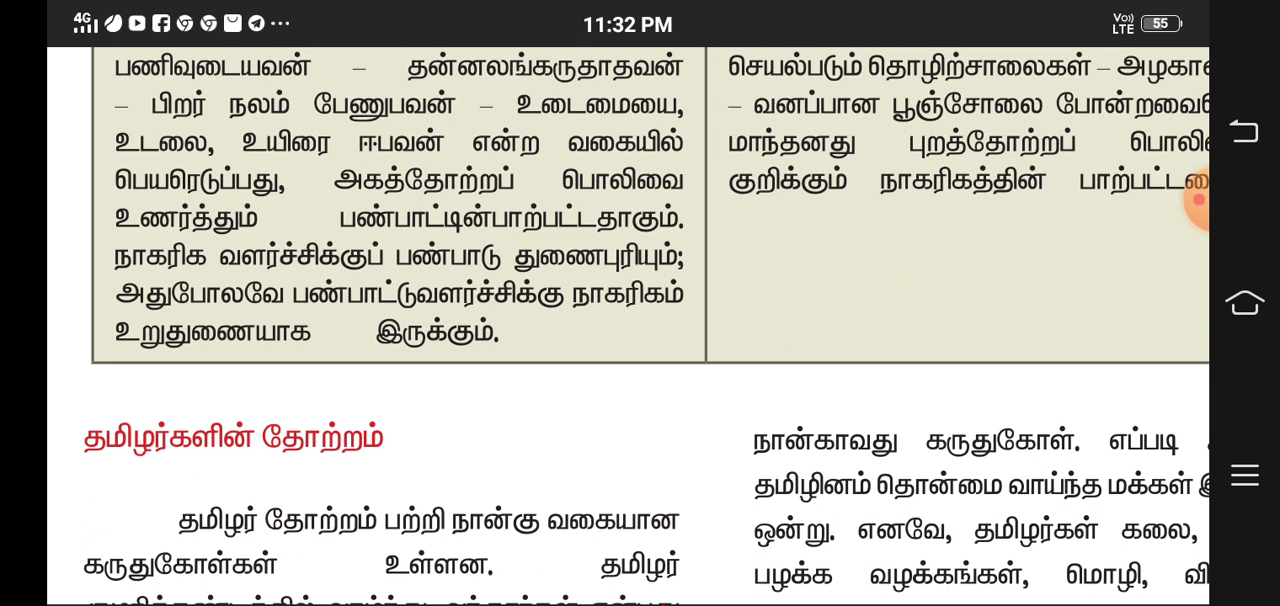 4G 11:32 PM Vo)) LTE 55
பணிவுடையவன் – தன்னலங்கருதாதவன்
– பிறர் நலம் பேணுபவன் – உடைமையை,
உடலை, உயிரை ஈபவன் என்ற வகையில்
பெயரெடுப்பது, அகத்தோற்றப் பொலிவை
உணர்த்தும் பண்பாட்டின்பாற்பட்டதாகும்.
நாகரிக வளர்ச்சிக்குப் பண்பாடு துணைபுரியும்;
அதுபோலவே பண்பாட்டுவளர்ச்சிக்கு நாகரிகம்
உறுதுணையாக இருக்கும்.
செயல்படும் தொழிற்சாலைகள் –
– வனப்பான பூஞ்சோலை
மாந்தனது புறத்தோற்றப்
குறிக்கும் நாகரிகத்தின்
தமிழர்களின் தோற்றம்
தமிழர் தோற்றம் பற்றி நான்கு வகையான
கருதுகோள்கள் உள்ளன. தமிழர்
நான்காவது கருதுகோள். எப்படி
தமிழினம் தொன்மை வாய்ந்த மக்கள்
ஒன்று. எனவே, தமிழர்கள் கலை,
பழக்க வழக்கங்கள், மொழி,